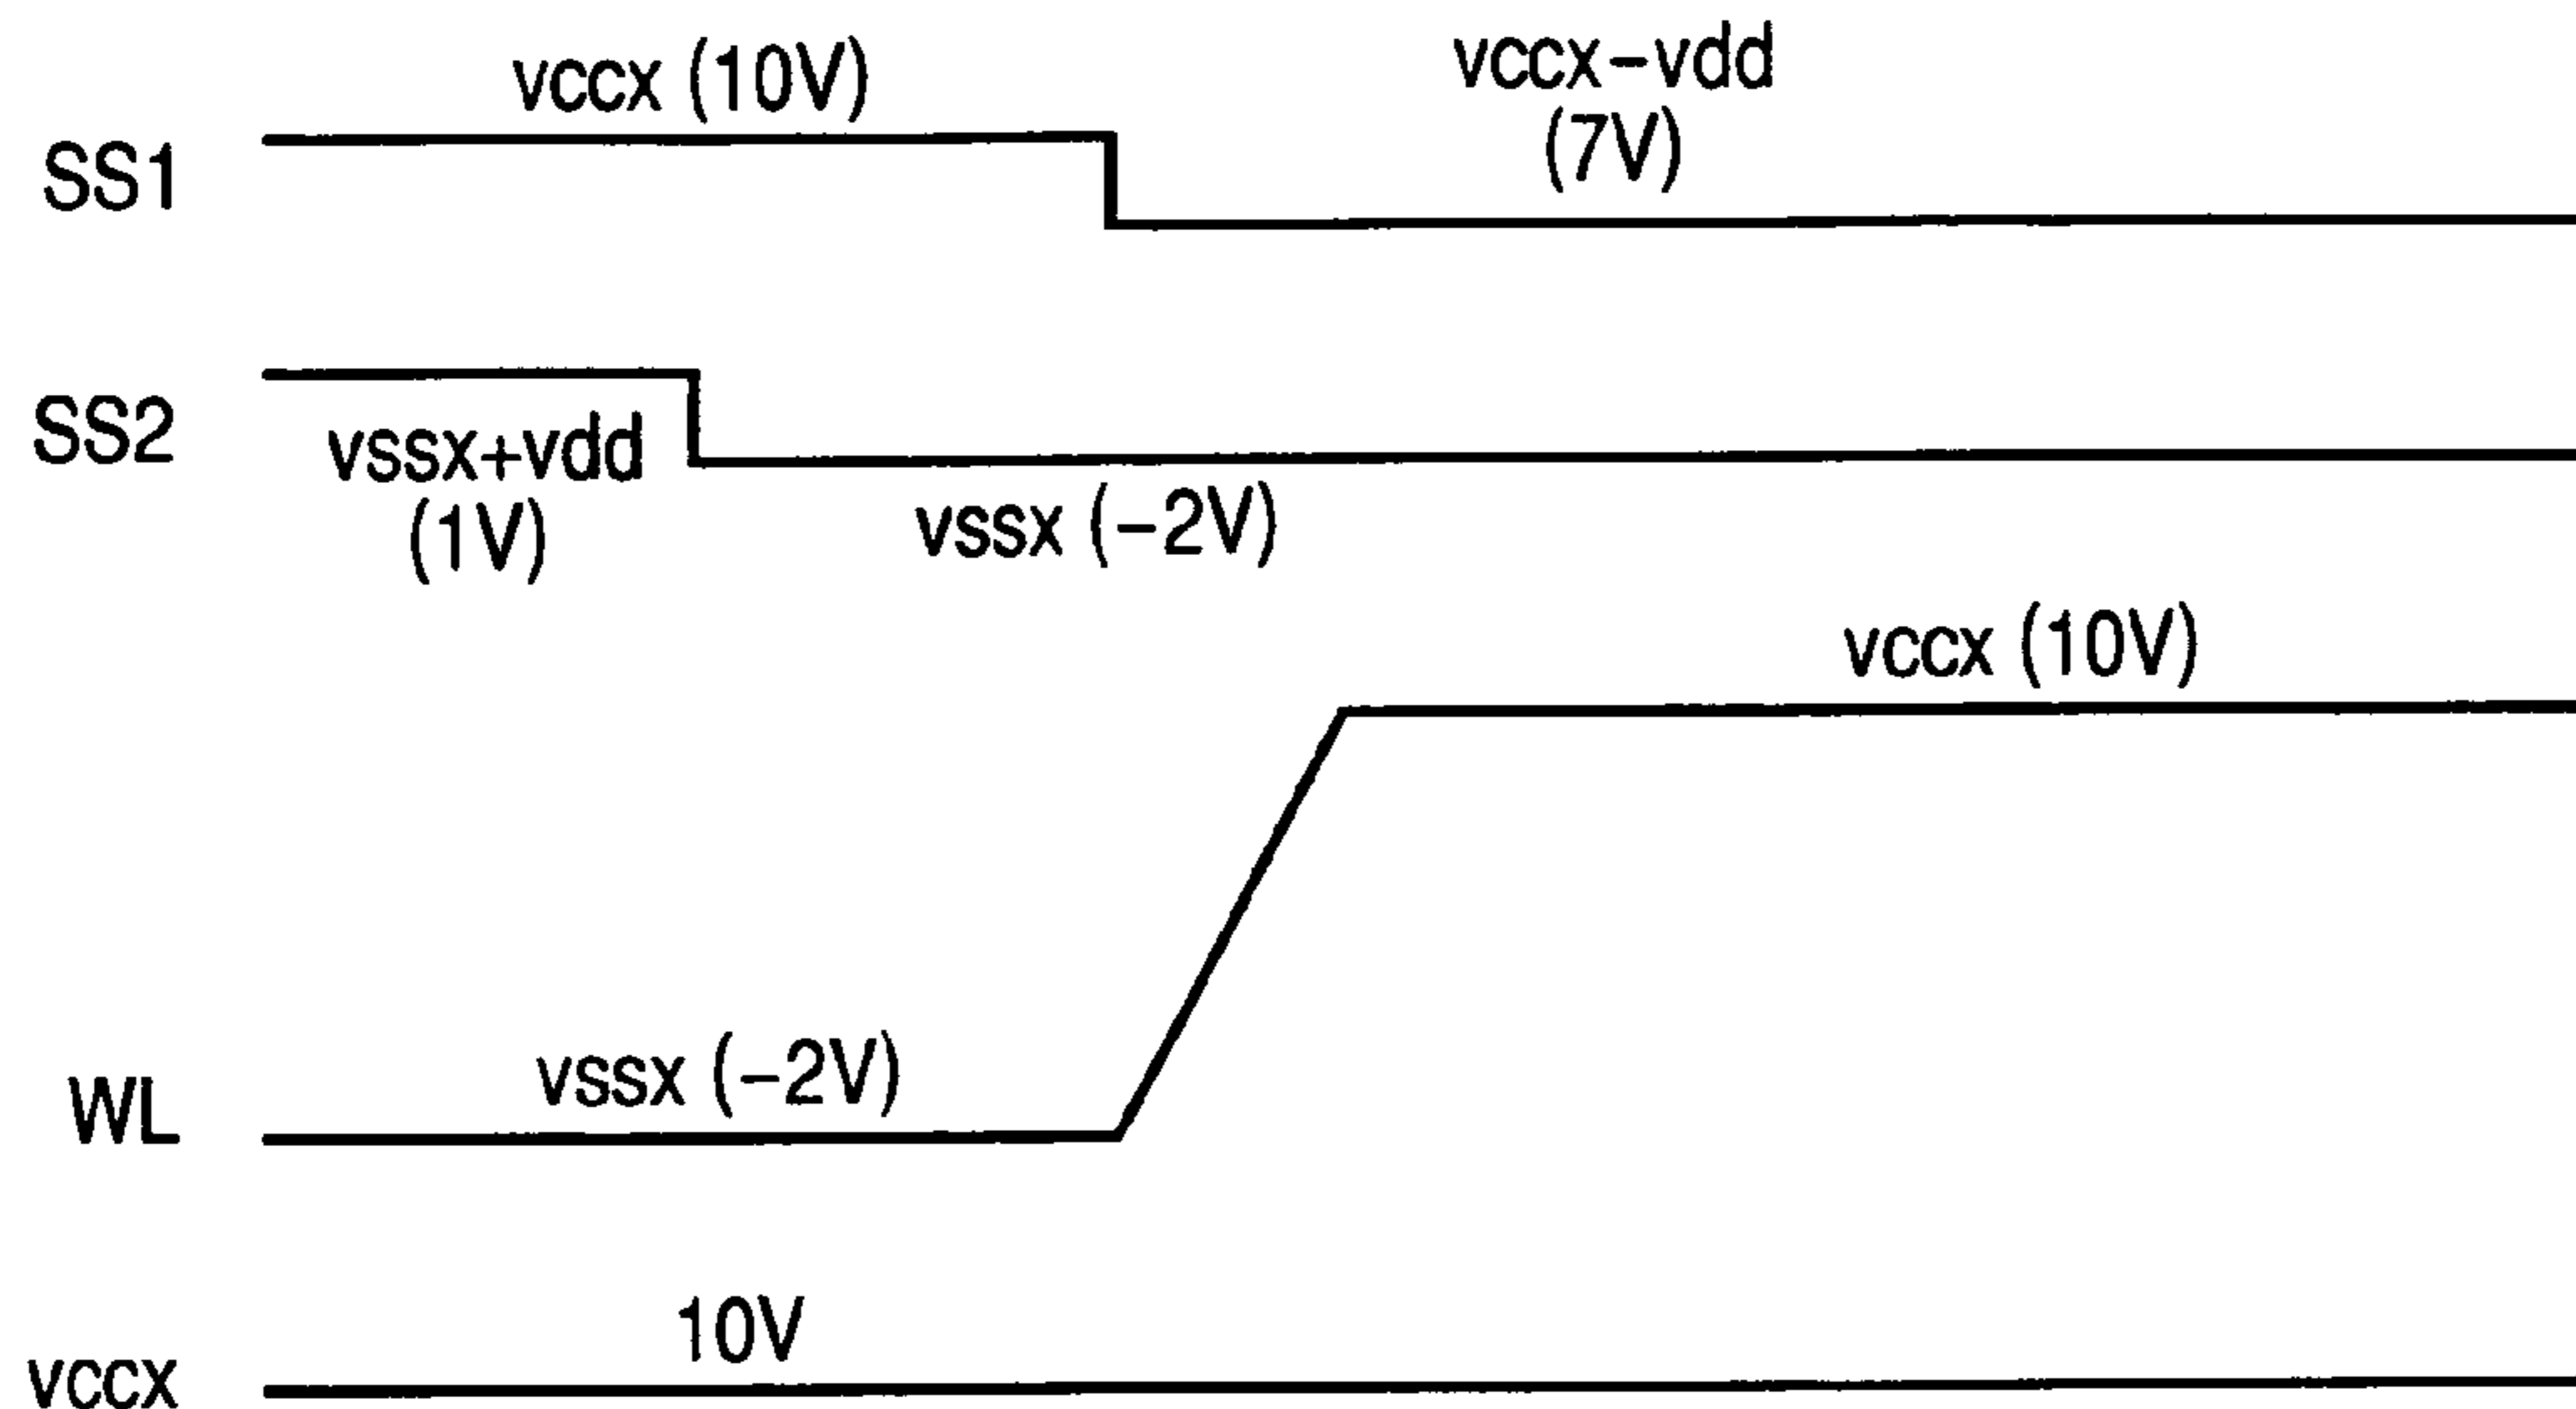 vccx (10V)
vccx-vdd
(7V)
SS1
SS2
vssx+vdd
(1V)
vssx (-2V)
vccx (10V)
vssx (-2V)
WL
10V
vccx